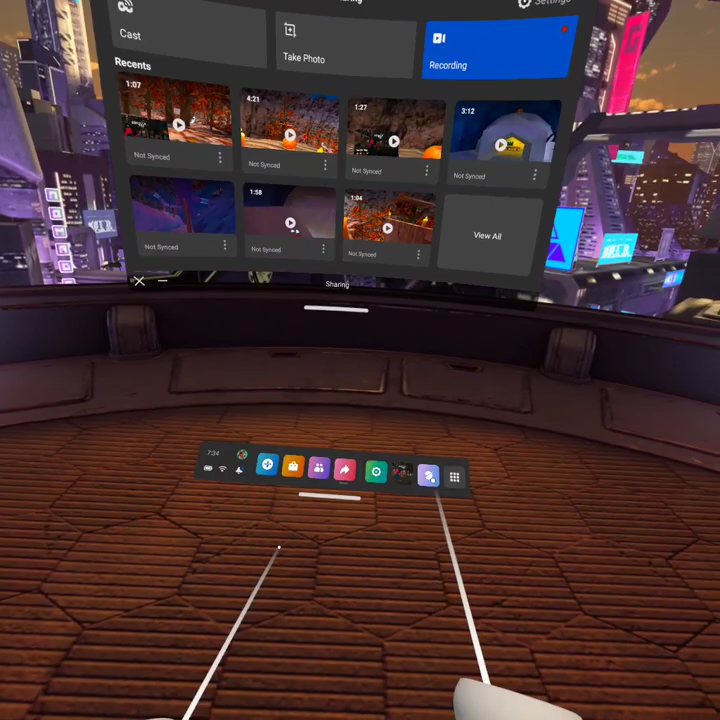 Settings
Cast
Take Photo
Recording
Recents
1:07
4:21
1:27
3:12
Not Synced
Not Synced
Not Synced
Not Synced
1:58
1:04
View All
Not Synced
Not Synced
Not Synced
Sharing
7:34